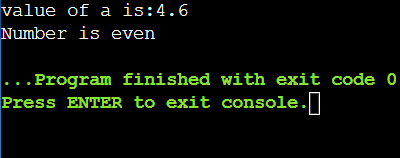 value of a is:4.6
Number is even
...Program finished with exit code 0
Press ENTER to exit console.